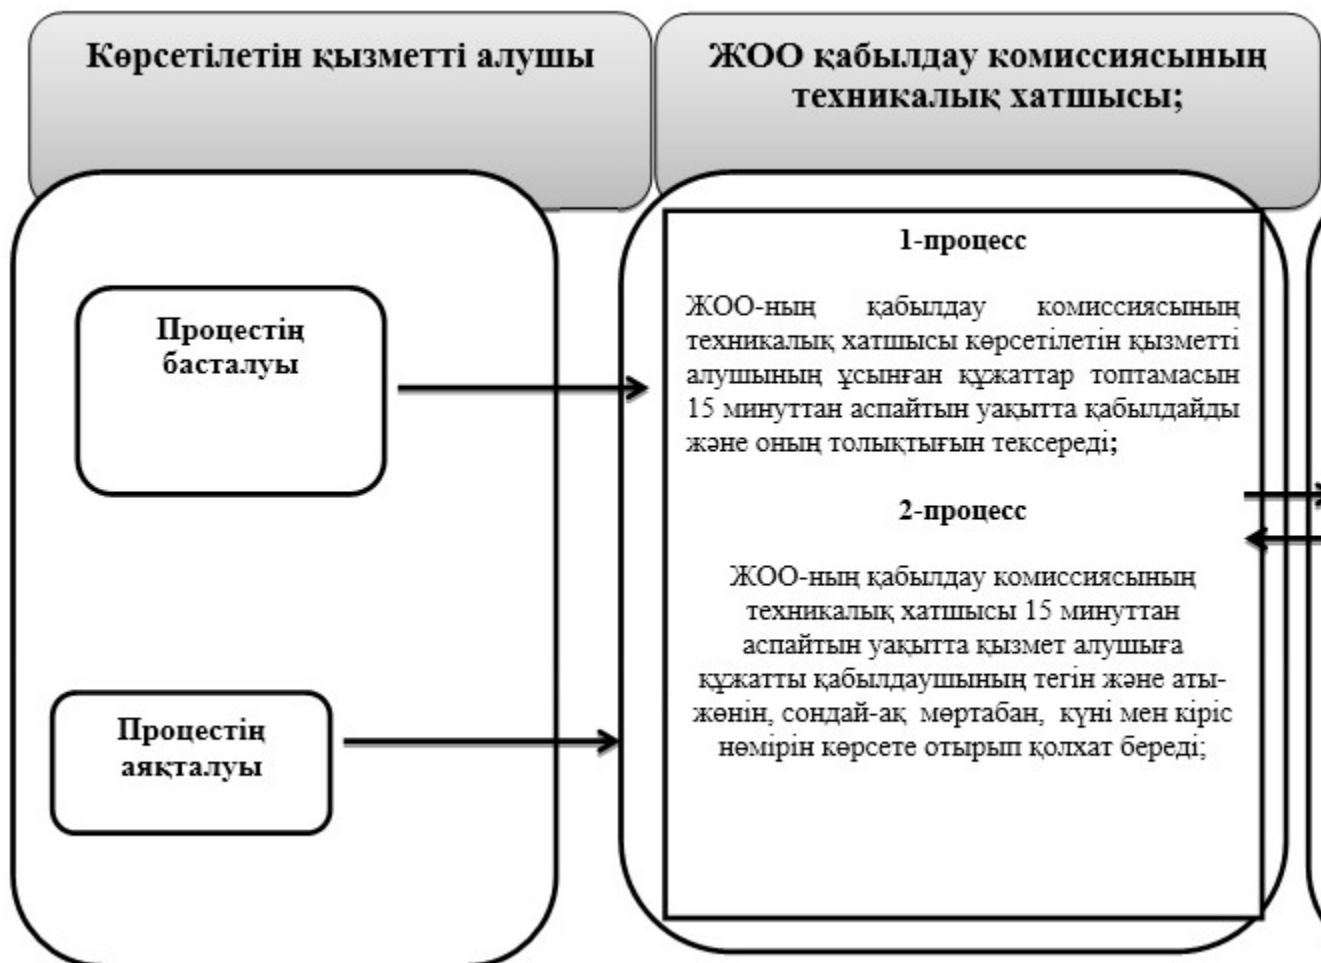 Көрсетілетін қызметті алушы
ЖОО қабылдау комиссиясының
техникалық хатшысы;
Процестің
басталуы
Процестің
аяқталуы
1-процесс
ЖОО-ның қабылдау комиссиясының
техникалық хатшысы көрсетілетін қызметті
алушының ұсынған құжаттар топтамасын
15 минуттан аспайтын уақытта қабылдайды
және оның толықтығын тексереді;
2-процесс
ЖОО-ның қабылдау комиссиясының
техникалық хатшысы 15 минуттан
аспайтын уақытта қызмет алушыға
құжатты қабылдаушының тегін және аты-
жөнін, сондай-ақ мөртабан, күні мен кіріс
нөмірін көрсете отырып қолхат береді;